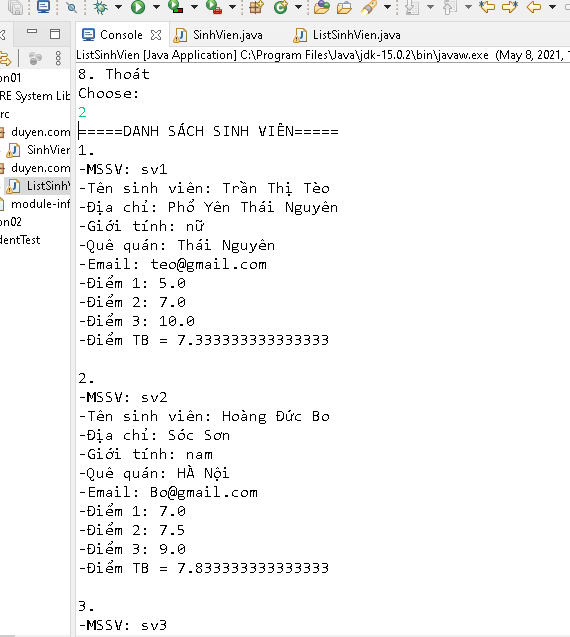 Console
SinhVien.java
ListSinhVien.java
ListSinhVien [Java Application] C:\Program Files\Java\jdk-15.0.2\bin\javaw.exe (May 8, 2021,
on01
RE System Lib
rc
duyen.com
SinhVien
duyen.com
ListSinhV
module-inf
on02
dentTest
8. Thoát
Choose:
2
=====DANH SÁCH SINH VIÊN=====
1.
-MSSV: sv1
-Tên sinh viên: Trần Thị Tèo
-Địa chỉ: Phổ Yên Thái Nguyên
-Giới tính: nữ
-Quê quán: Thái Nguyên
-Email: teo@gmail.com
-Điểm 1: 5.0
-Điểm 2: 7.0
-Điểm 3: 10.0
-Điểm TB = 7.333333333333333
2.
-MSSV: sv2
-Tên sinh viên: Hoàng Đức Bo
-Địa chỉ: Sóc Sơn
-Giới tính: nam
-Quê quán: HÀ Nội
-Email: Bo@gmail.com
-Điểm 1: 7.0
-Điểm 2: 7.5
-Điểm 3: 9.0
-Điểm TB = 7.833333333333333
3.
-MSSV: sv3